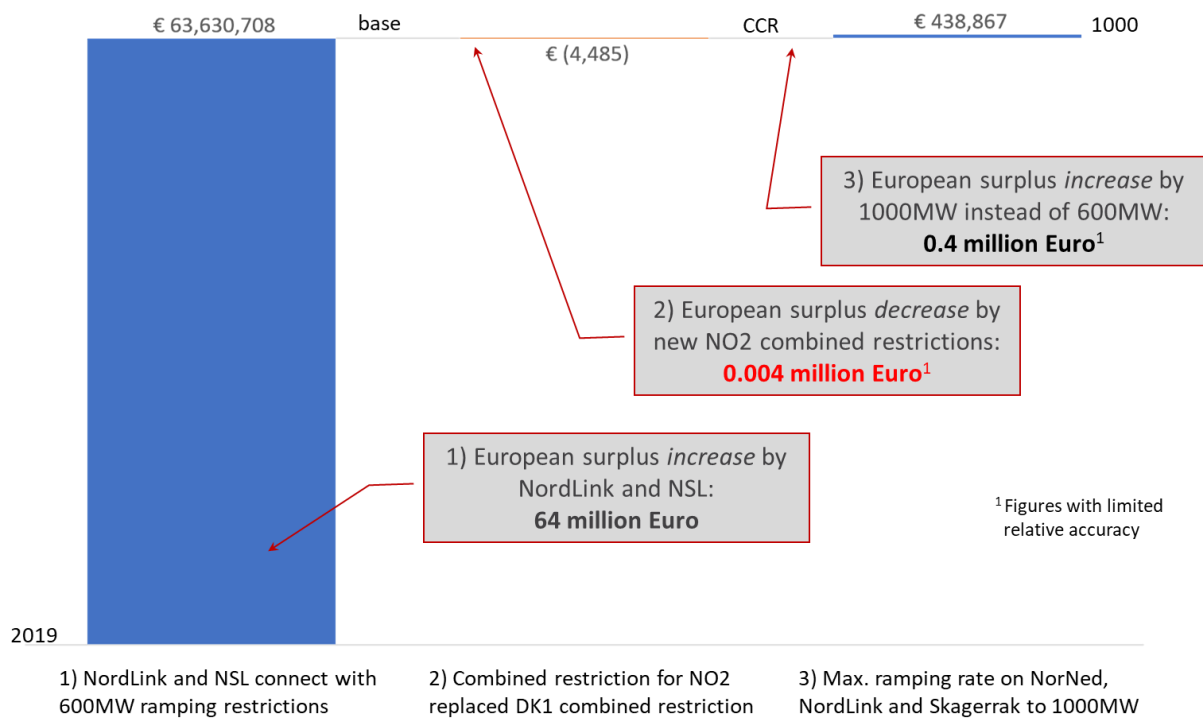 € 63,630,708
base
€ (4,485)
CCR
€ 438,867
1000
3) European surplus increase by
1000MW instead of 600MW:
0.4 million Euro¹
2) European surplus decrease by
new NO2 combined restrictions:
0.004 million Euro¹
1) European surplus increase by
NordLink and NSL:
64 million Euro
¹ Figures with limited
relative accuracy
2019
1) NordLink and NSL connect with
600MW ramping restrictions
2) Combined restriction for NO2
replaced DK1 combined restriction
3) Max. ramping rate on NorNed,
NordLink and Skagerrak to 1000MW